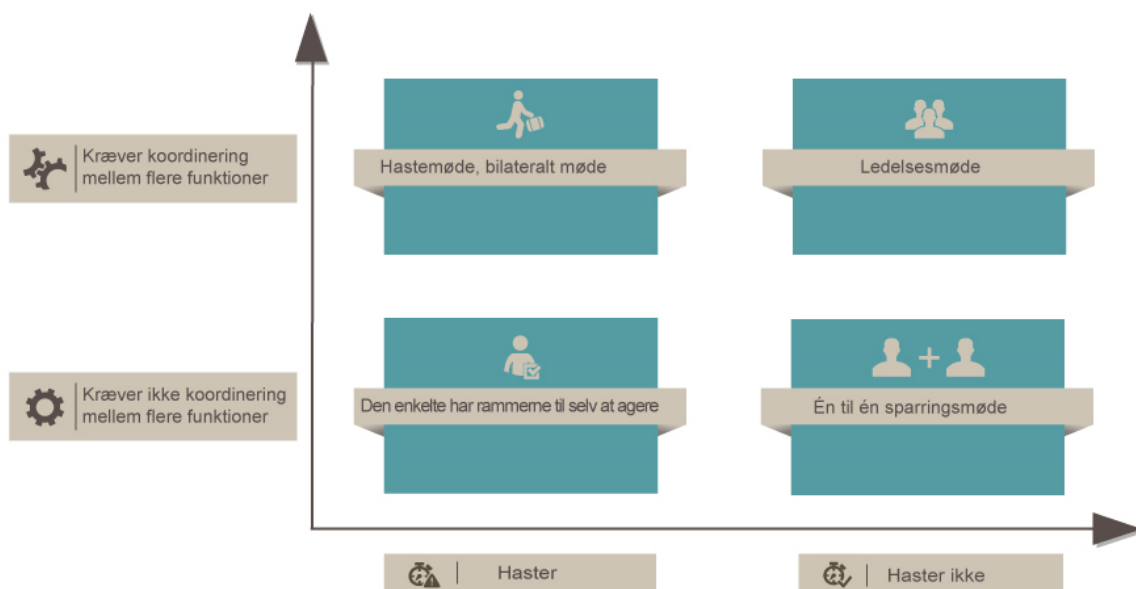 Kræver koordinering
mellem flere funktioner
Hastemøde, bilateralt møde
Ledelsesmøde
Kræver ikke koordinering
mellem flere funktioner
Den enkelte har rammerne til selv at agere
Én til én sparringsmøde
Haster
Haster ikke